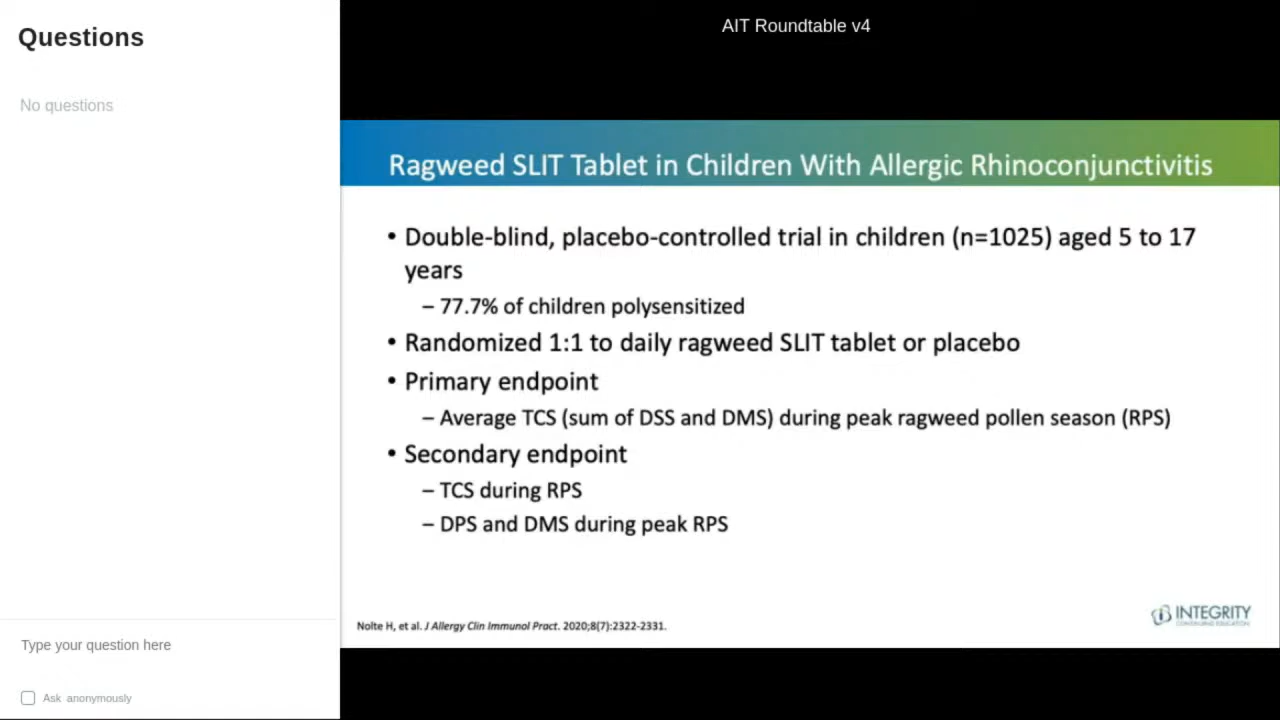 Questions
No questions
Type your question here
Ask anonymously
AIT Roundtable v4
Ragweed SLIT Tablet in Children With Allergic Rhinoconjunctivitis
• Double-blind, placebo-controlled trial in children (n=1025) aged 5 to 17
years
– 77.7% of children polysensitized
• Randomized 1:1 to daily ragweed SLIT tablet or placebo
• Primary endpoint
– Average TCS (sum of DSS and DMS) during peak ragweed pollen season (RPS)
• Secondary endpoint
– TCS during RPS
– DPS and DMS during peak RPS
Nolte H, et al. J Allergy Clin Immunol Pract. 2020;8(7):2322-2331.
INTEGRITY
CONTINUING EDUCATION